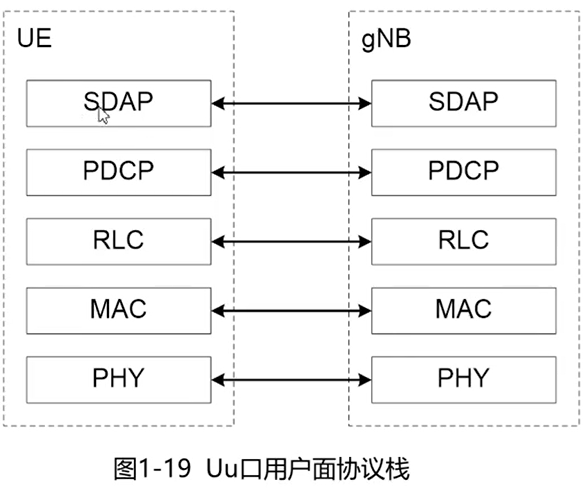 UE gNB
SDAP SDAP
PDCP PDCP
RLC RLC
MAC MAC
PHY PHY
图1-19 Uu口用户面协议栈